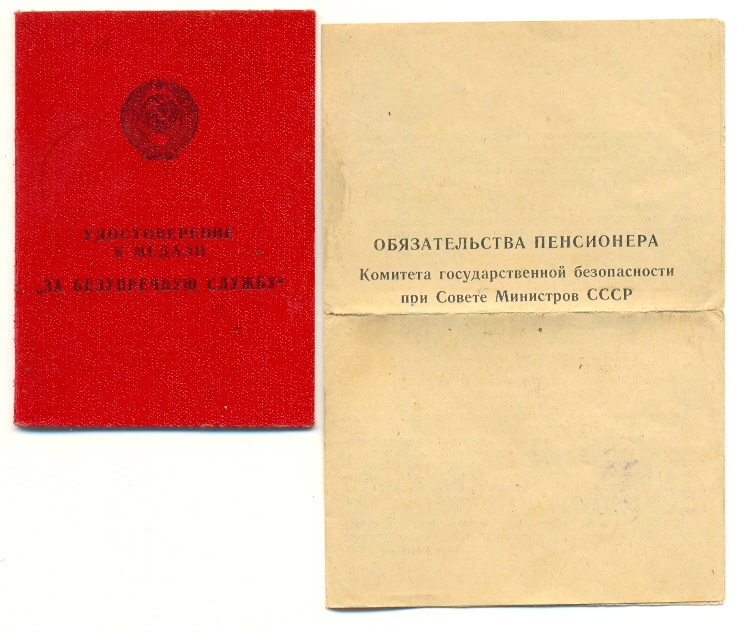 УДОСТОВЕРЕНИЕ
К МЕДАЛИ
„ЗА БЕЗУПРЕЧНУЮ СЛУЖБУ“
ОБЯЗАТЕЛЬСТВА ПЕНСИОНЕРА
Комитета государственной безопасности
при Совете Министров СССР